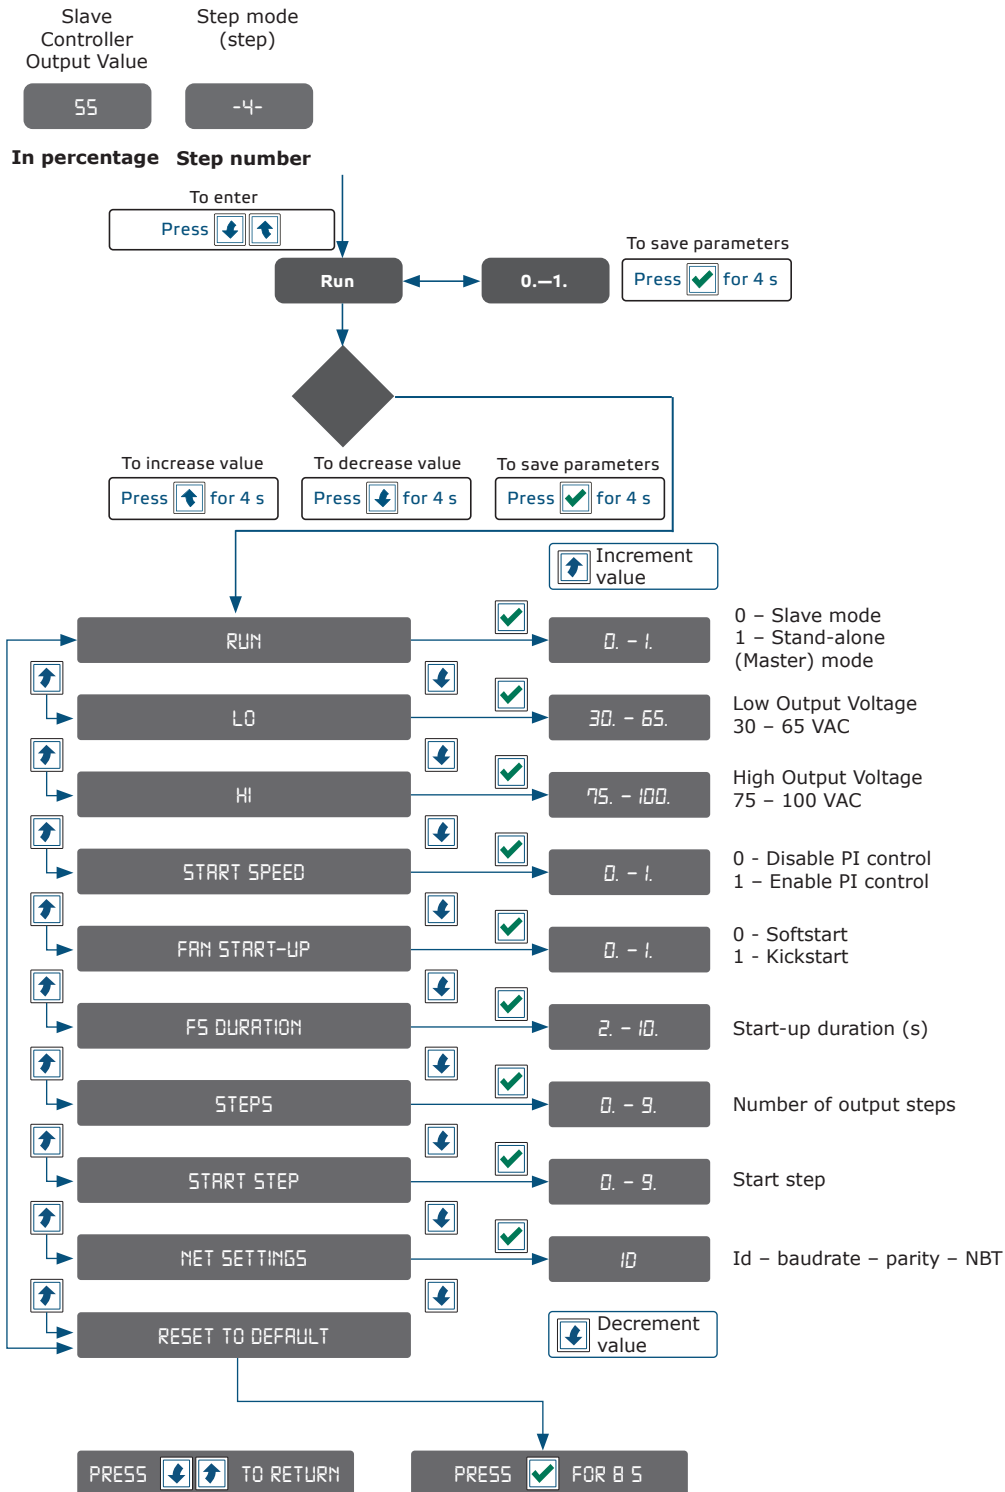 Slave
Controller
Output Value
Step mode
(step)
55
-4-
In percentage
Step number
To enter
Press
Run
0.—1.
To save parameters
Press for 4 s
To increase value
Press for 4 s
To decrease value
Press for 4 s
To save parameters
Press for 4 s
Increment
value
RUN
0. – 1.
0 – Slave mode
1 – Stand-alone
(Master) mode
LO
30. – 65.
Low Output Voltage
30 – 65 VAC
HI
75. – 100.
High Output Voltage
75 – 100 VAC
START SPEED
0. – 1.
0 - Disable PI control
1 – Enable PI control
FAN START-UP
0. – 1.
0 - Softstart
1 - Kickstart
FS DURATION
2. – 10.
Start-up duration (s)
STEPS
0. – 9.
Number of output steps
START STEP
0. – 9.
Start step
NET SETTINGS
ID
Id – baudrate – parity – NBT
RESET TO DEFAULT
Decrement
value
PRESS TO RETURN
PRESS FOR 8 S